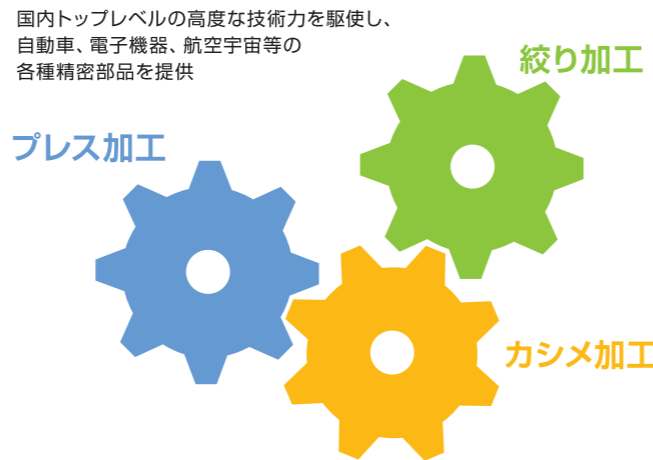 国内トップレベルの高度な技術力を駆使し、
自動車、電子機器、航空宇宙等の
各種精密部品を提供
絞り加工
プレス加工
カシメ加工